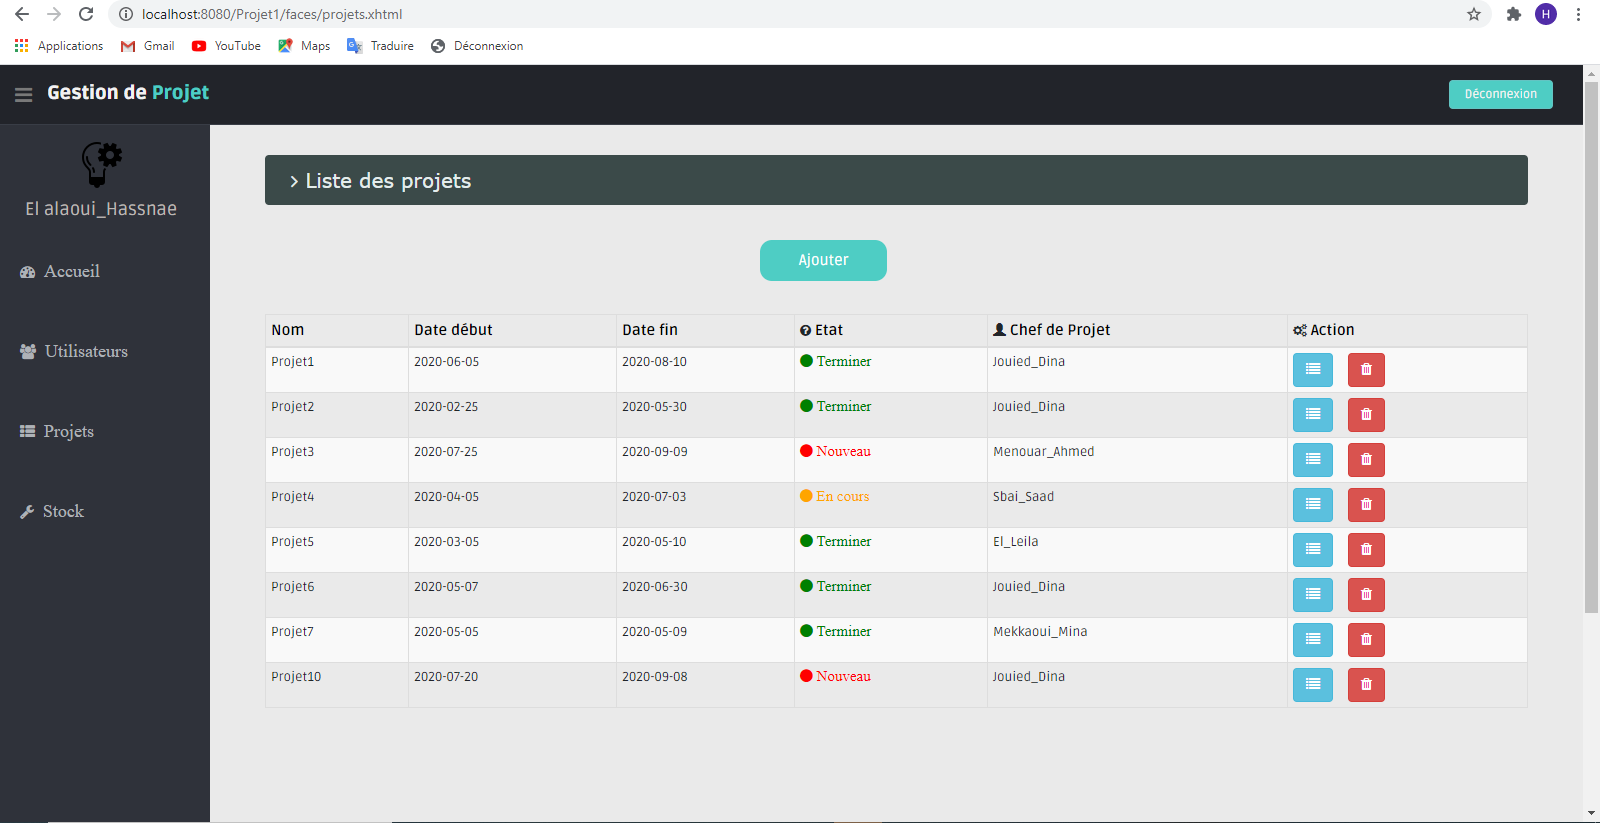 localhost:8080/Projet1/faces/projets.xhtml
H
Applications Gmail YouTube Maps Traduire Déconnexion
Gestion de Projet
Déconnexion
El alaoui_Hassnae
Accueil
Utilisateurs
Projets
Stock
> Liste des projets
Ajouter
Nom Date début Date fin Etat Chef de Projet Action
Projet1 2020-06-05 2020-08-10 Terminer Jouied_Dina
Projet2 2020-02-25 2020-05-30 Terminer Jouied_Dina
Projet3 2020-07-25 2020-09-09 Nouveau Menouar_Ahmed
Projet4 2020-04-05 2020-07-03 En cours Sbai_Saad
Projet5 2020-03-05 2020-05-10 Terminer El_Leila
Projet6 2020-05-07 2020-06-30 Terminer Jouied_Dina
Projet7 2020-05-05 2020-05-09 Terminer Mekkaoui_Mina
Projet10 2020-07-20 2020-09-08 Nouveau Jouied_Dina